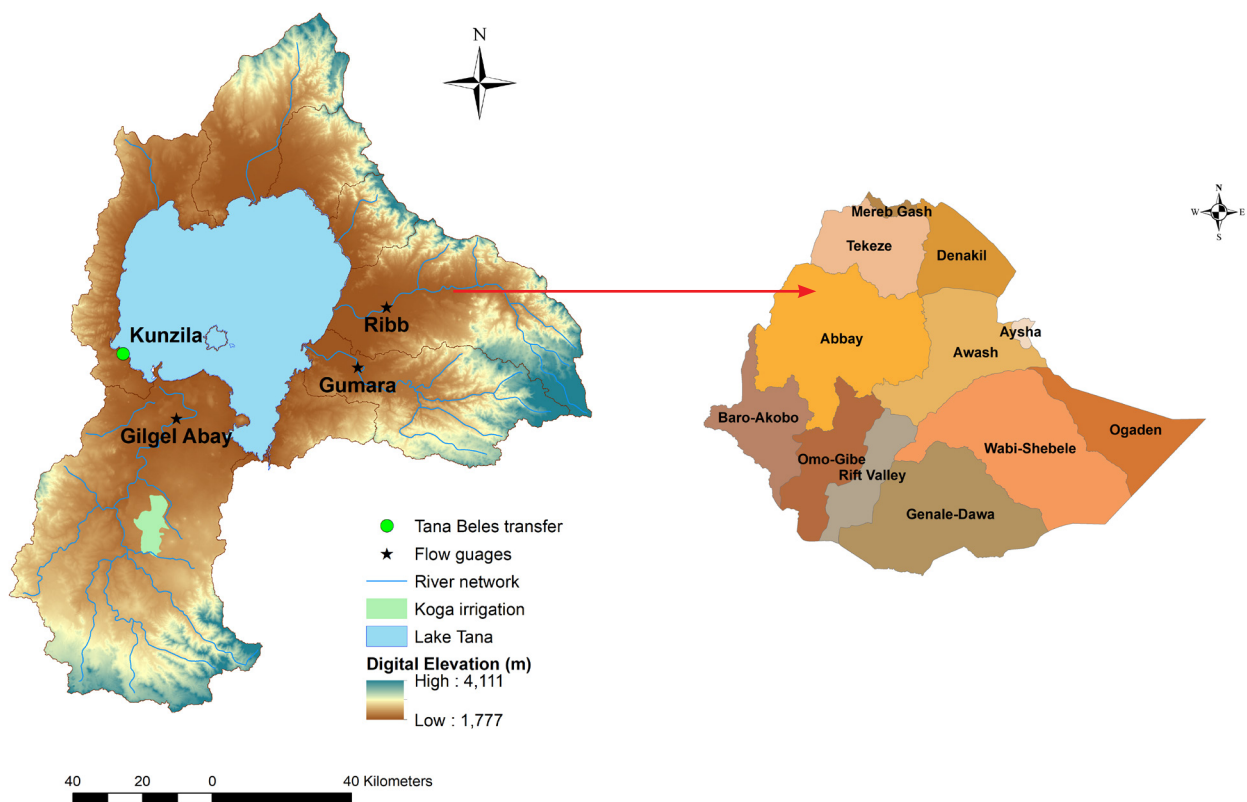 N
Kunzila
Ribb
Gumara
Gilgel Abay
Tana Beles transfer
Flow guages
River network
Koga irrigation
Lake Tana
Digital Elevation (m)
High : 4,111
Low : 1,777
40 20 0 40 Kilometers
N
W E
S
Mereb Gash
Tekeze
Denakil
Aysha
Abbay
Awash
Baro-Akobo
Ogaden
Wabi-Shebele
Omo-Gibe
Rift Valley
Genale-Dawa